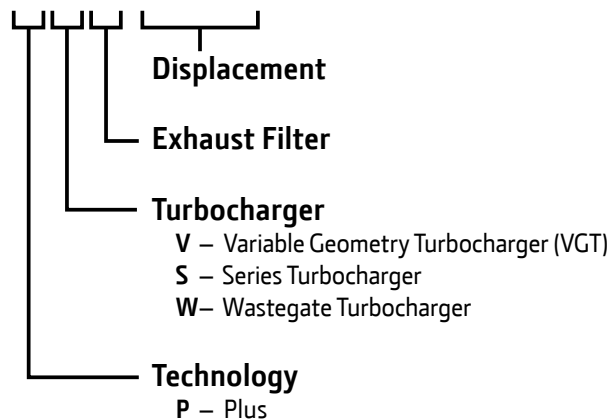 Displacement
Exhaust Filter
Turbocharger
V – Variable Geometry Turbocharger (VGT)
S – Series Turbocharger
W– Wastegate Turbocharger
Technology
P – Plus